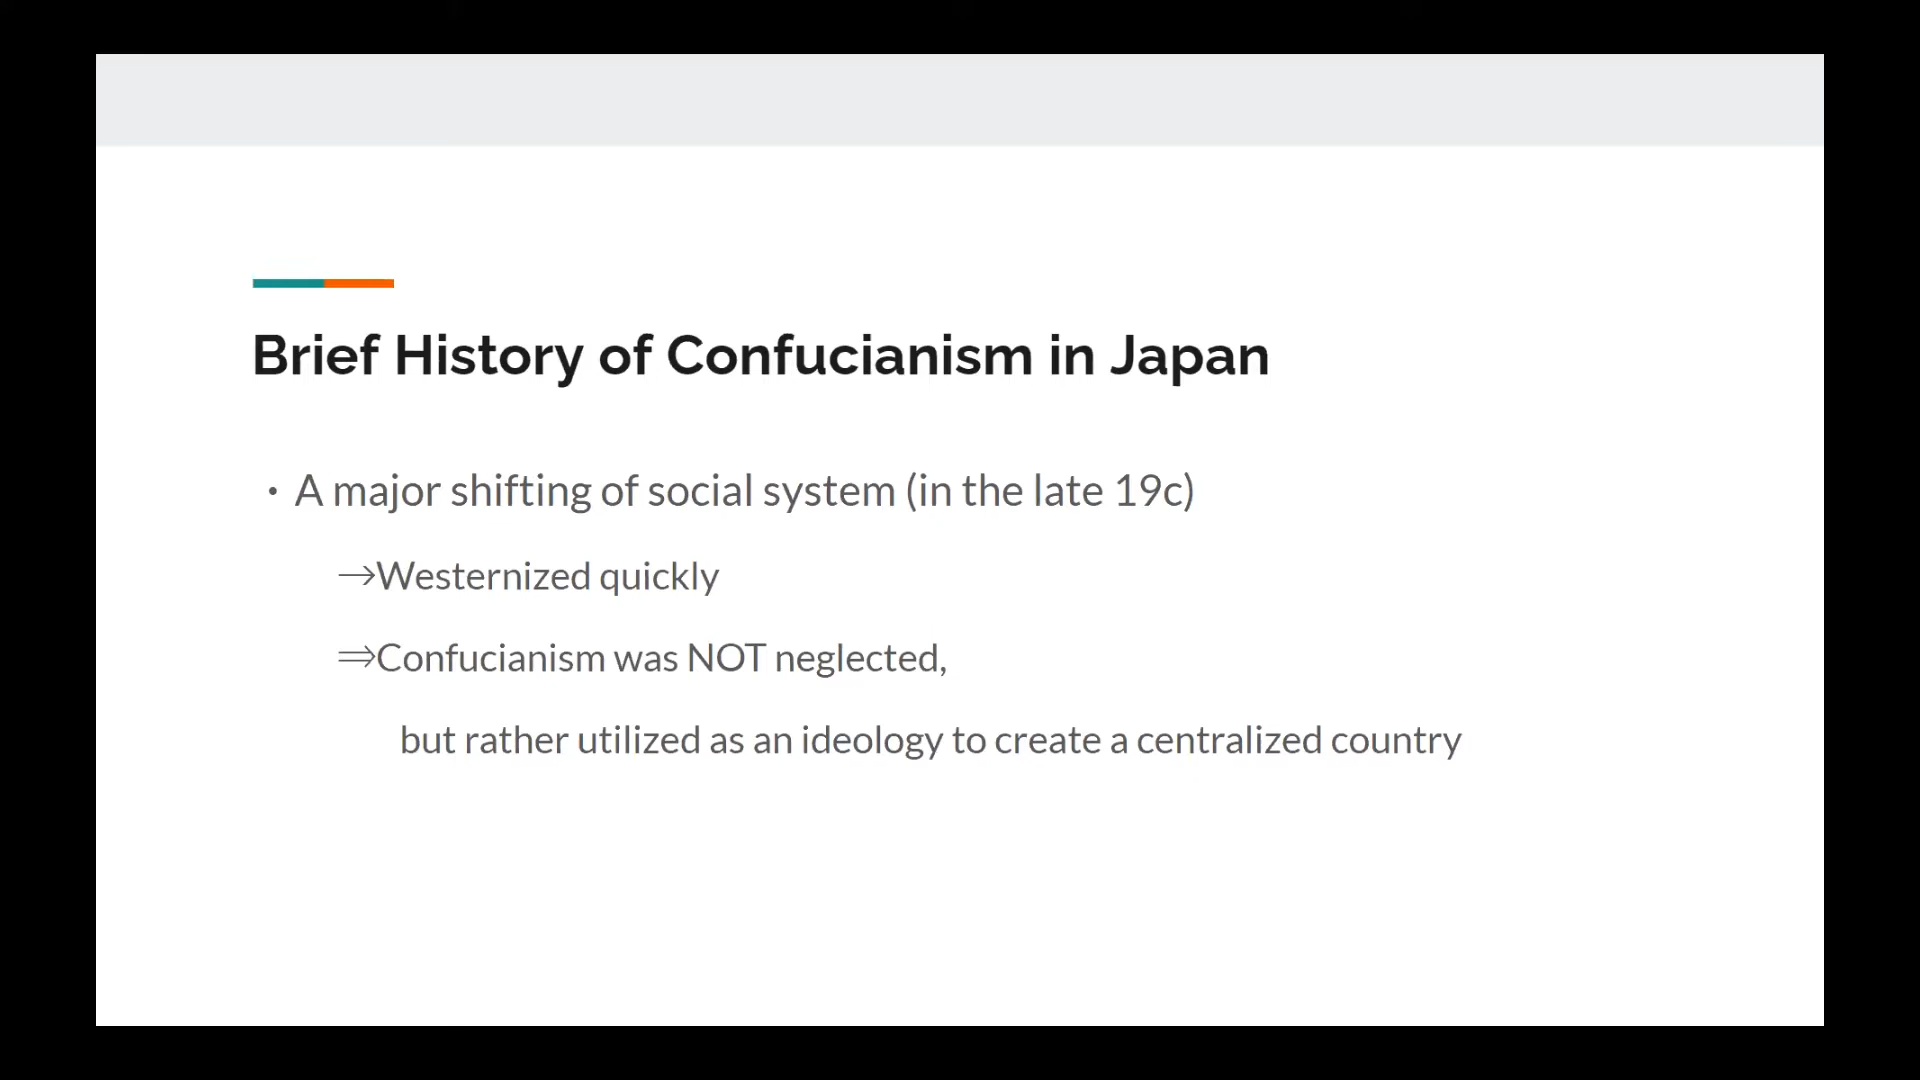 Brief History of Confucianism in Japan
・A major shifting of social system (in the late 19c)
→Westernized quickly
⇒Confucianism was NOT neglected,
but rather utilized as an ideology to create a centralized country